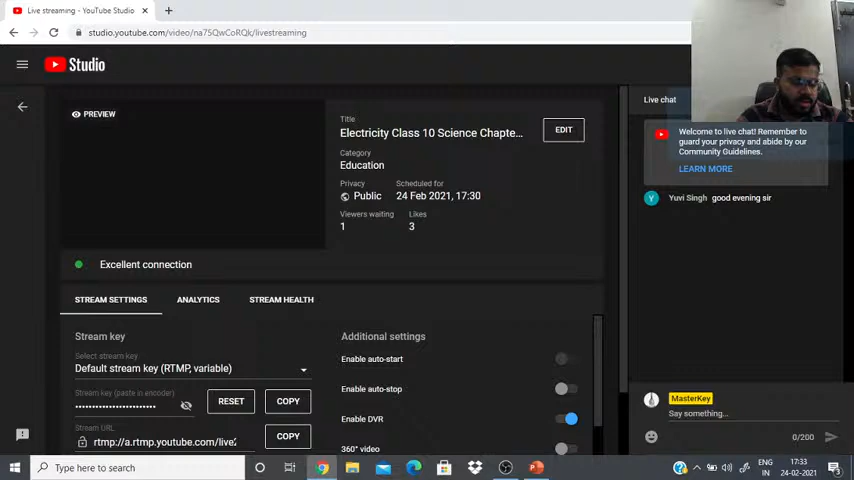 Live streaming - YouTube Studio
studio.youtube.com/video/na75QwCoRQk/livestreaming
Studio
PREVIEW
Title
Electricity Class 10 Science Chapte...
EDIT
Category
Education
Privacy
Scheduled for
Public
24 Feb 2021, 17:30
Viewers waiting
Likes
1
3
Excellent connection
STREAM SETTINGS
ANALYTICS
STREAM HEALTH
Stream key
Select stream key
Default stream key (RTMP, variable)
Stream key (paste in encoder)
••••••••••••••••••••••••
RESET
COPY
Stream URL
rtmp://a.rtmp.youtube.com/live2
COPY
Additional settings
Enable auto-start
Enable auto-stop
Enable DVR
360° video
Live chat
Welcome to live chat! Remember to
guard your privacy and abide by our
Community Guidelines.
LEARN MORE
Y
Yuvi Singh good evening sir
MasterKey
Say something...
0/200
Type here to search
ENG
IN
17:33
24-02-2021
3